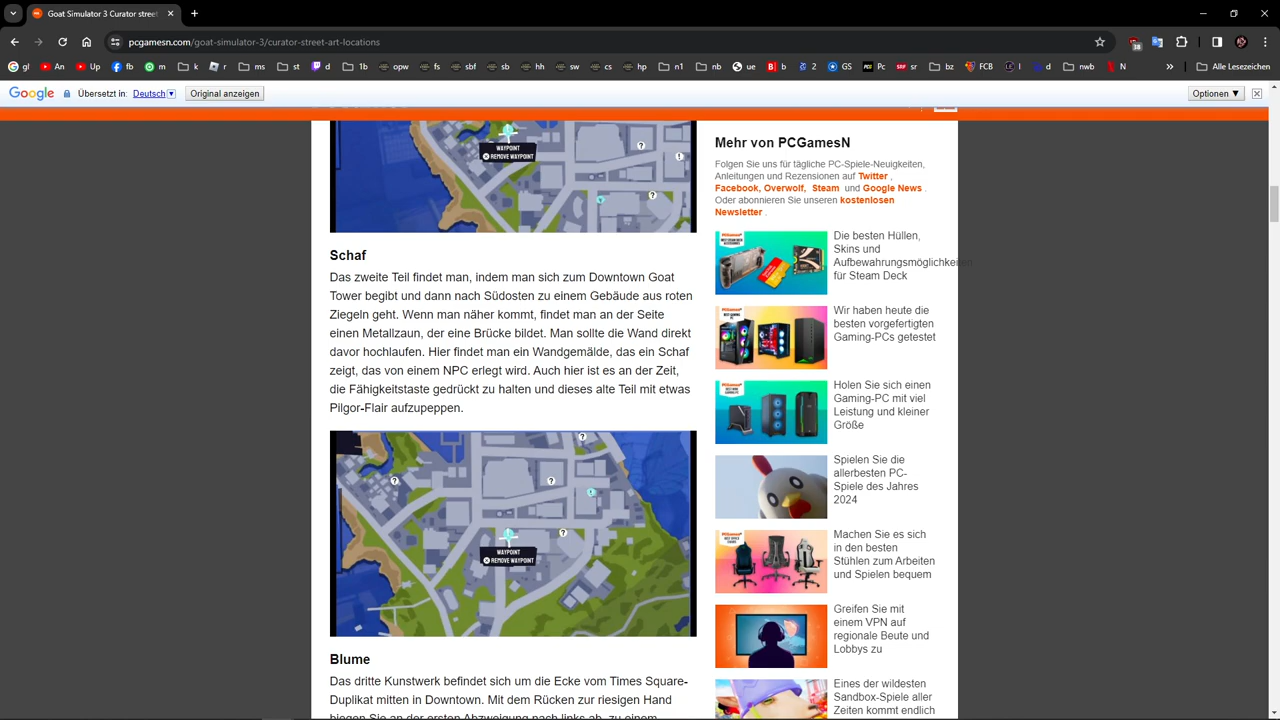 Goat Simulator 3 Curator street
pcgamesn.com/goat-simulator-3/curator-street-art-locations
38
gl
An
Up
fb
m
k
r
ms
st
d
1b
opw
fs
sbf
sb
hh
sw
cs
hp
n1
nb
ue
b
2
GS
Pc
sr
bz
FCB
l
d
nwb
N
Alle Lesezeichen
Google Übersetzt in: Deutsch Original anzeigen Optionen ▼
WAYPOINT
REMOVE WAYPOINT
Schaf
Das zweite Teil findet man, indem man sich zum Downtown Goat
Tower begibt und dann nach Südosten zu einem Gebäude aus roten
Ziegeln geht. Wenn man näher kommt, findet man an der Seite
einen Metallzaun, der eine Brücke bildet. Man sollte die Wand direkt
davor hochlaufen. Hier findet man ein Wandgemälde, das ein Schaf
zeigt, das von einem NPC erlegt wird. Auch hier ist es an der Zeit,
die Fähigkeitstaste gedrückt zu halten und dieses alte Teil mit etwas
Pilgor-Flair aufzupeppen.
WAYPOINT
REMOVE WAYPOINT
Blume
Das dritte Kunstwerk befindet sich um die Ecke vom Times Square-
Duplikat mitten in Downtown. Mit dem Rücken zur riesigen Hand
biegen Sie an der ersten Abzweigung nach links ab, zu einem
Mehr von PCGamesN
Folgen Sie uns für tägliche PC-Spiele-Neuigkeiten,
Anleitungen und Rezensionen auf Twitter ,
Facebook, Overwolf, Steam und Google News .
Oder abonnieren Sie unseren kostenlosen
Newsletter .
Die besten Hüllen,
Skins und
Aufbewahrungsmöglichkeiten
für Steam Deck
Wir haben heute die
besten vorgefertigten
Gaming-PCs getestet
Holen Sie sich einen
Gaming-PC mit viel
Leistung und kleiner
Größe
Spielen Sie die
allerbesten PC-
Spiele des Jahres
2024
Machen Sie es sich
in den besten
Stühlen zum Arbeiten
und Spielen bequem
Greifen Sie mit
einem VPN auf
regionale Beute und
Lobbys zu
Eines der wildesten
Sandbox-Spiele aller
Zeiten kommt endlich